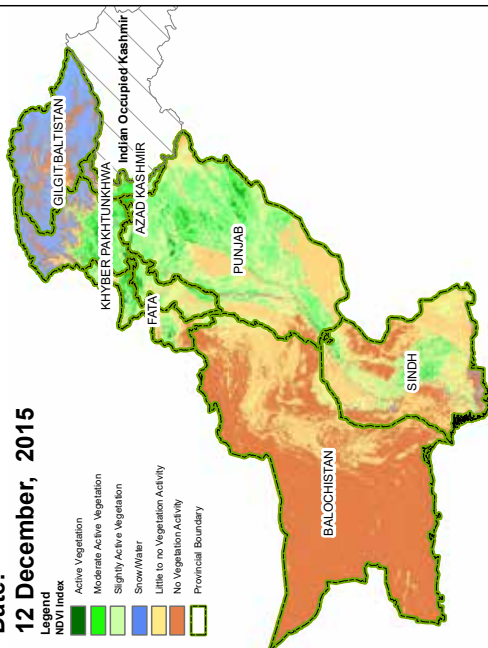 Date:
12 December, 2015
Legend
NDVI Index
Active Vegetation
Moderate Active Vegetation
Slightly Active Vegetation
Snow/Water
Little to no Vegetation Activity
No Vegetation Activity
Provincial Boundary
GILGIT BALTISTAN
KHYBER PAKHTUNKHWA
Indian Occupied Kashmir
AZAD KASHMIR
FATA
PUNJAB
BALOCHISTAN
SINDH